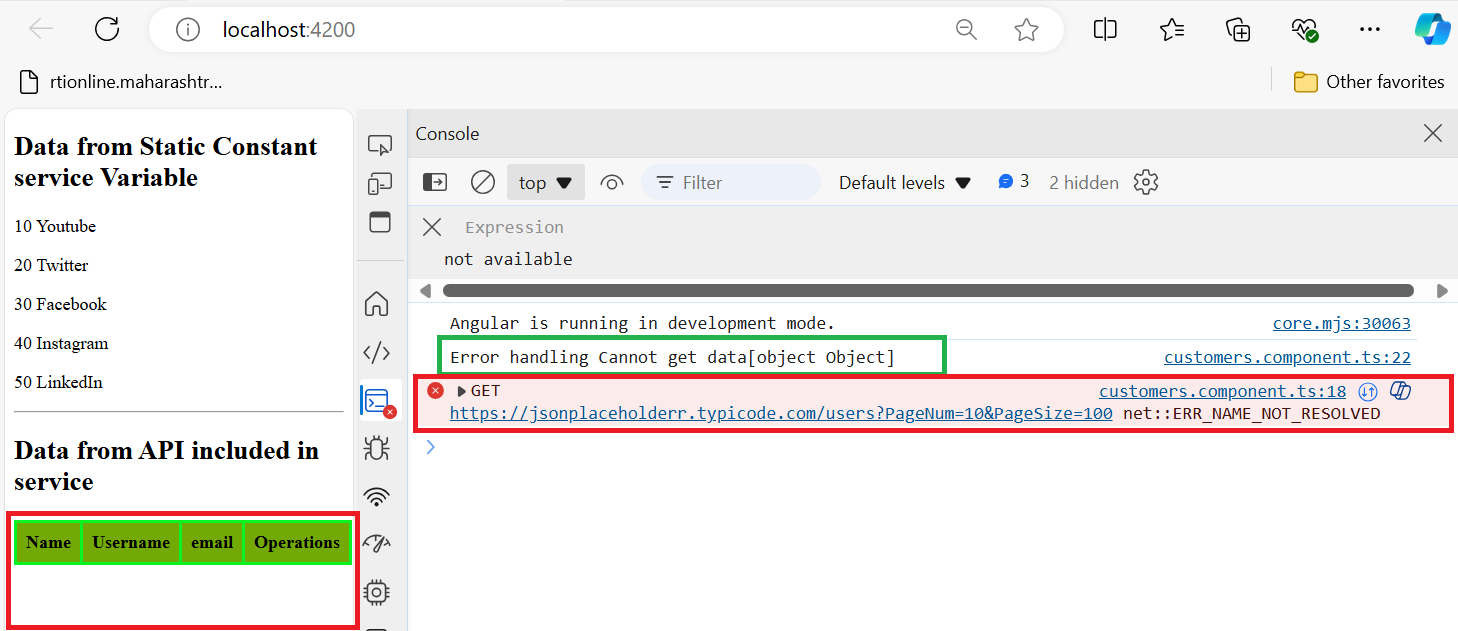 localhost:4200
rtionline.maharashtr...
Other favorites
Data from Static Constant
service Variable
10 Youtube
20 Twitter
30 Facebook
40 Instagram
50 LinkedIn
Data from API included in
service
Name Username email Operations
Console
top Filter Default levels 3 2 hidden
Expression
not available
Angular is running in development mode. core.mjs:30063
Error handling Cannot get data[object Object] customers.component.ts:22
GET customers.component.ts:18
https://jsonplaceholderr.typicode.com/users?PageNum=10&PageSize=100 net::ERR_NAME_NOT_RESOLVED